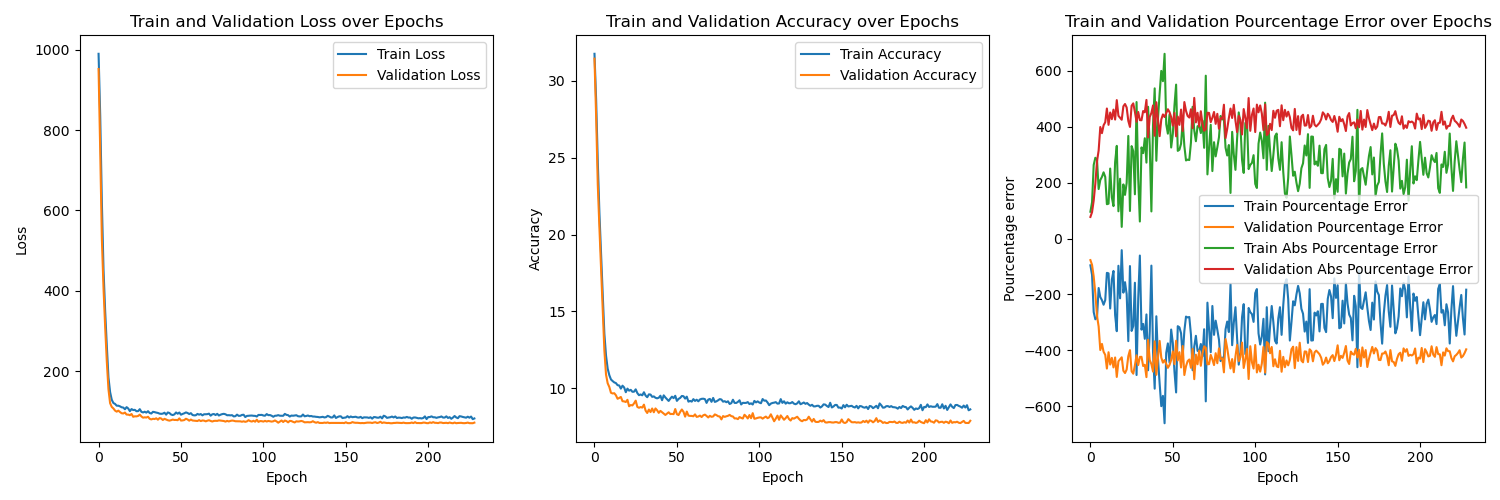 Train and Validation Loss over Epochs
Train Loss
Validation Loss
1000
800
600
400
200
Loss
0
50
100
150
200
Epoch
Train and Validation Accuracy over Epochs
Train Accuracy
Validation Accuracy
30
25
20
15
10
Accuracy
0
50
100
150
200
Epoch
Train and Validation Pourcentage Error over Epochs
600
400
200
0
−200
−400
−600
Pourcentage error
Train Pourcentage Error
Validation Pourcentage Error
Train Abs Pourcentage Error
Validation Abs Pourcentage Error
0
50
100
150
200
Epoch